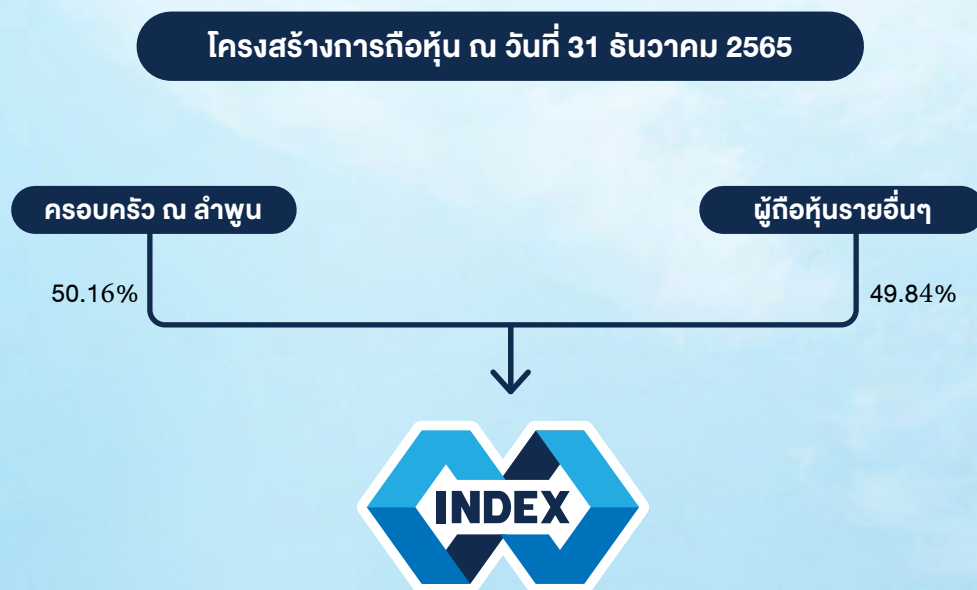 โครงสร้างการถือหุ้น ณ วันที่ 31 ธันวาคม 2565
ครอบครัว ณ ลำพูน
ผู้ถือหุ้นรายอื่นๆ
50.16%
49.84%
INDEX